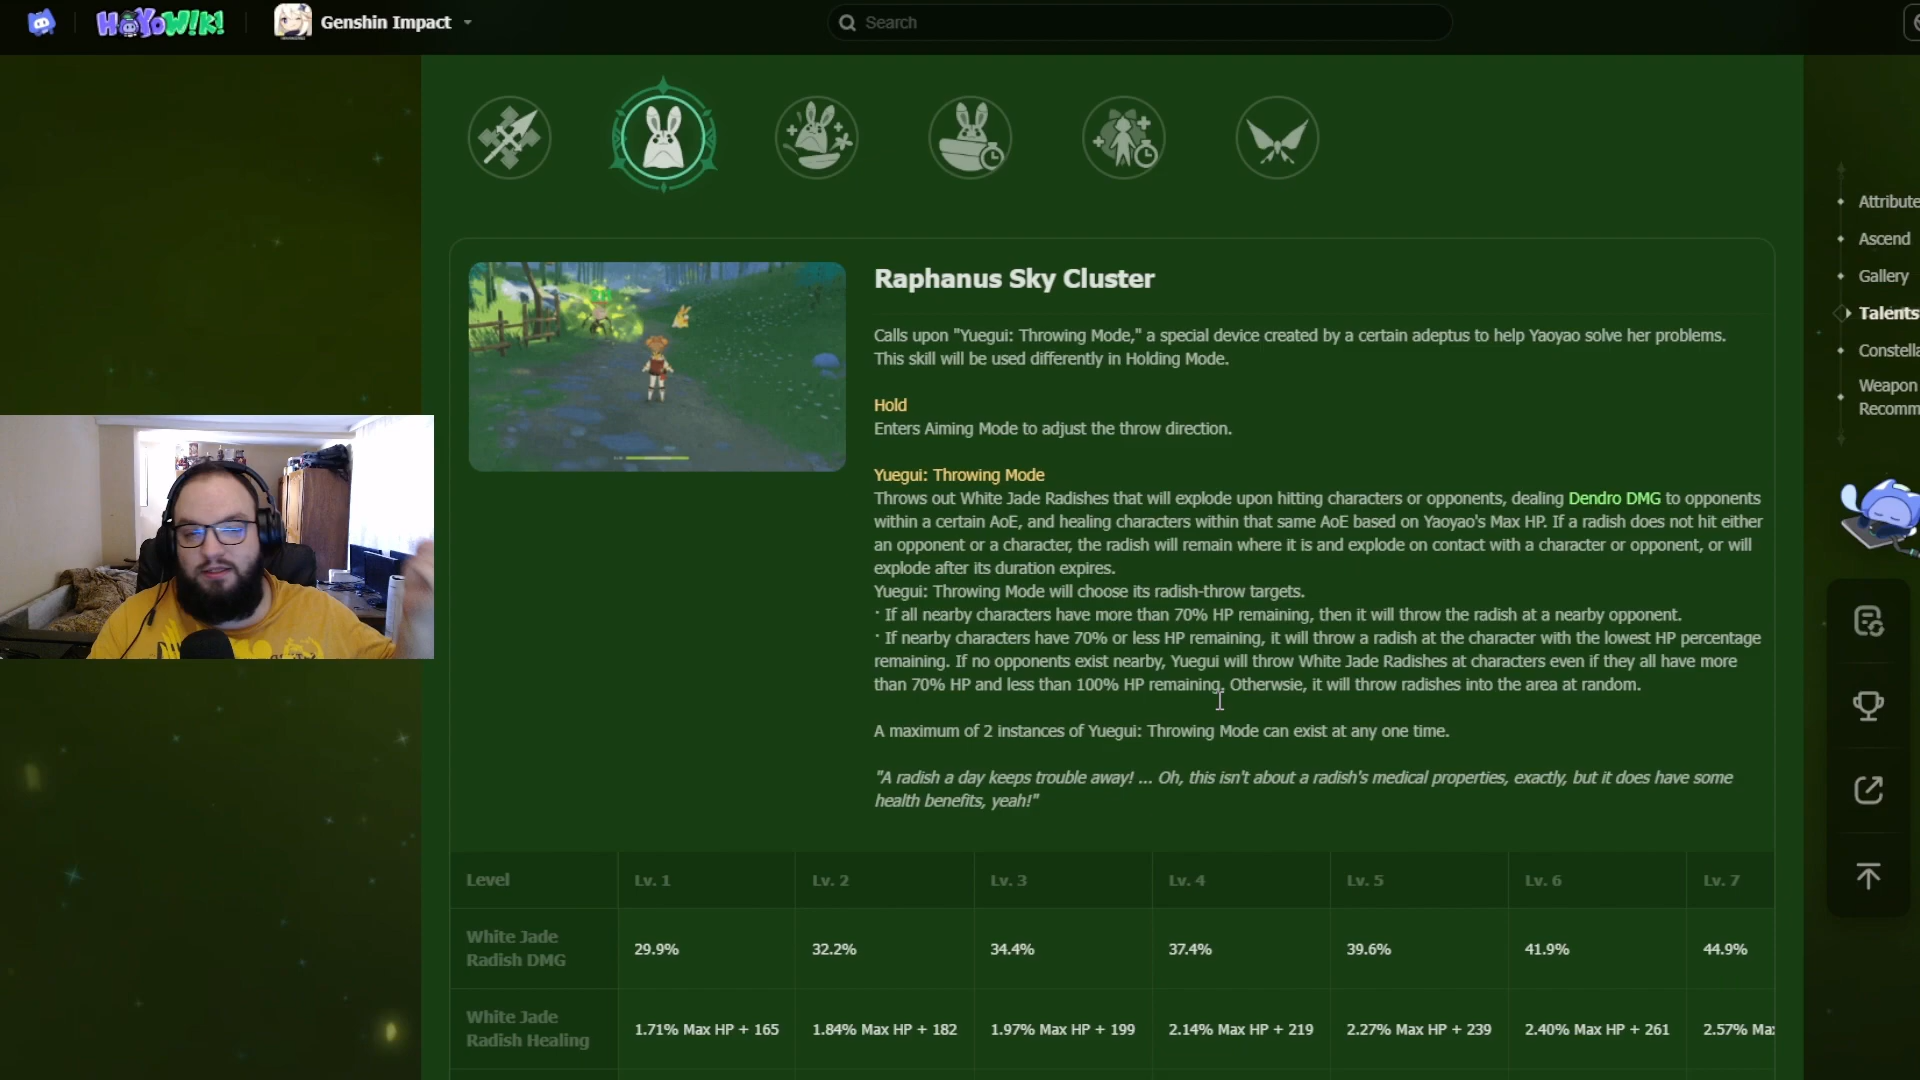 HoYoWiki!
Genshin Impact
Search
Raphanus Sky Cluster
Calls upon "Yuegui: Throwing Mode," a special device created by a certain adeptus to help Yaoyao solve her problems.
This skill will be used differently in Holding Mode.
Hold
Enters Aiming Mode to adjust the throw direction.
Yuegui: Throwing Mode
Throws out White Jade Radishes that will explode upon hitting characters or opponents, dealing Dendro DMG to opponents
within a certain AoE, and healing characters within that same AoE based on Yaoyao's Max HP. If a radish does not hit either
an opponent or a character, the radish will remain where it is and explode on contact with a character or opponent, or will
explode after its duration expires.
Yuegui: Throwing Mode will choose its radish-throw targets.
· If all nearby characters have more than 70% HP remaining, then it will throw the radish at a nearby opponent.
· If nearby characters have 70% or less HP remaining, it will throw a radish at the character with the lowest HP percentage
remaining. If no opponents exist nearby, Yuegui will throw White Jade Radishes at characters even if they all have more
than 70% HP and less than 100% HP remaining. Otherwsie, it will throw radishes into the area at random.
A maximum of 2 instances of Yuegui: Throwing Mode can exist at any one time.
"A radish a day keeps trouble away! ... Oh, this isn't about a radish's medical properties, exactly, but it does have some
health benefits, yeah!"
Level Lv. 1 Lv. 2 Lv. 3 Lv. 4 Lv. 5 Lv. 6 Lv. 7
White Jade
Radish DMG 29.9% 32.2% 34.4% 37.4% 39.6% 41.9% 44.9%
White Jade
Radish Healing 1.71% Max HP + 165 1.84% Max HP + 182 1.97% Max HP + 199 2.14% Max HP + 219 2.27% Max HP + 239 2.40% Max HP + 261 2.57% Ma
Attribute
Ascend
Gallery
Talents
Constella
Weapon
Recomm